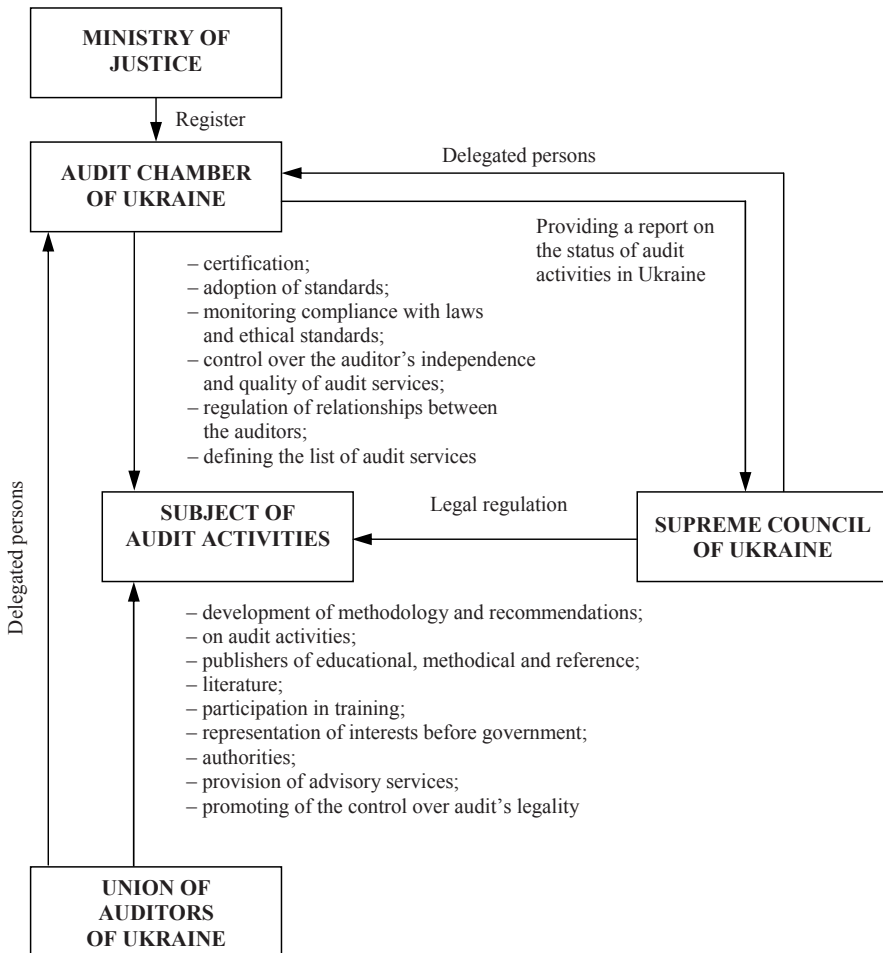 MINISTRY OF
JUSTICE
Register
AUDIT CHAMBER
OF UKRAINE
Delegated persons
Providing a report on
the status of audit
activities in Ukraine
– certification;
– adoption of standards;
– monitoring compliance with laws
and ethical standards;
– control over the auditor’s independence
and quality of audit services;
– regulation of relationships between
the auditors;
– defining the list of audit services
SUBJECT OF
AUDIT ACTIVITIES
Legal regulation
SUPREME COUNCIL
OF UKRAINE
Delegated persons
– development of methodology and recommendations;
– on audit activities;
– publishers of educational, methodical and reference;
– literature;
– participation in training;
– representation of interests before government;
– authorities;
– provision of advisory services;
– promoting of the control over audit’s legality
UNION OF
AUDITORS
OF UKRAINE